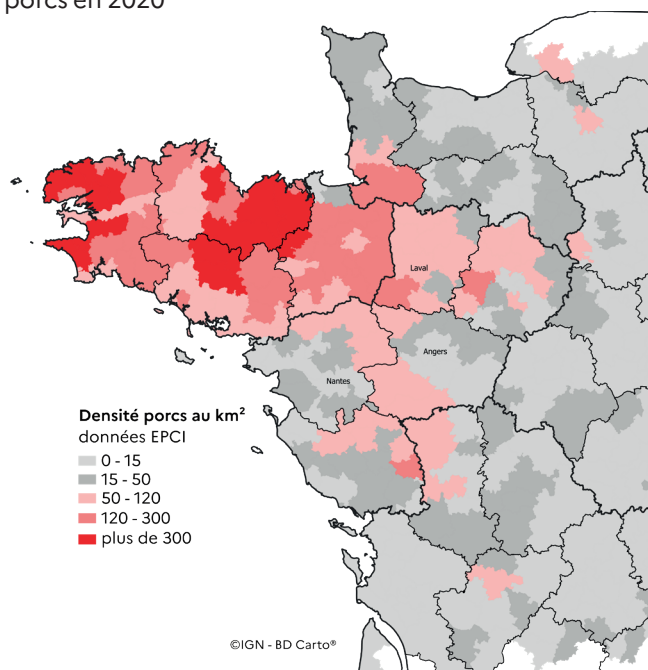 porcs en 2020
Laval
Angers
Nantes
Densité porcs au km²
données EPCI
0 - 15
15 - 50
50 - 120
120 - 300
plus de 300
©IGN - BD Carto®